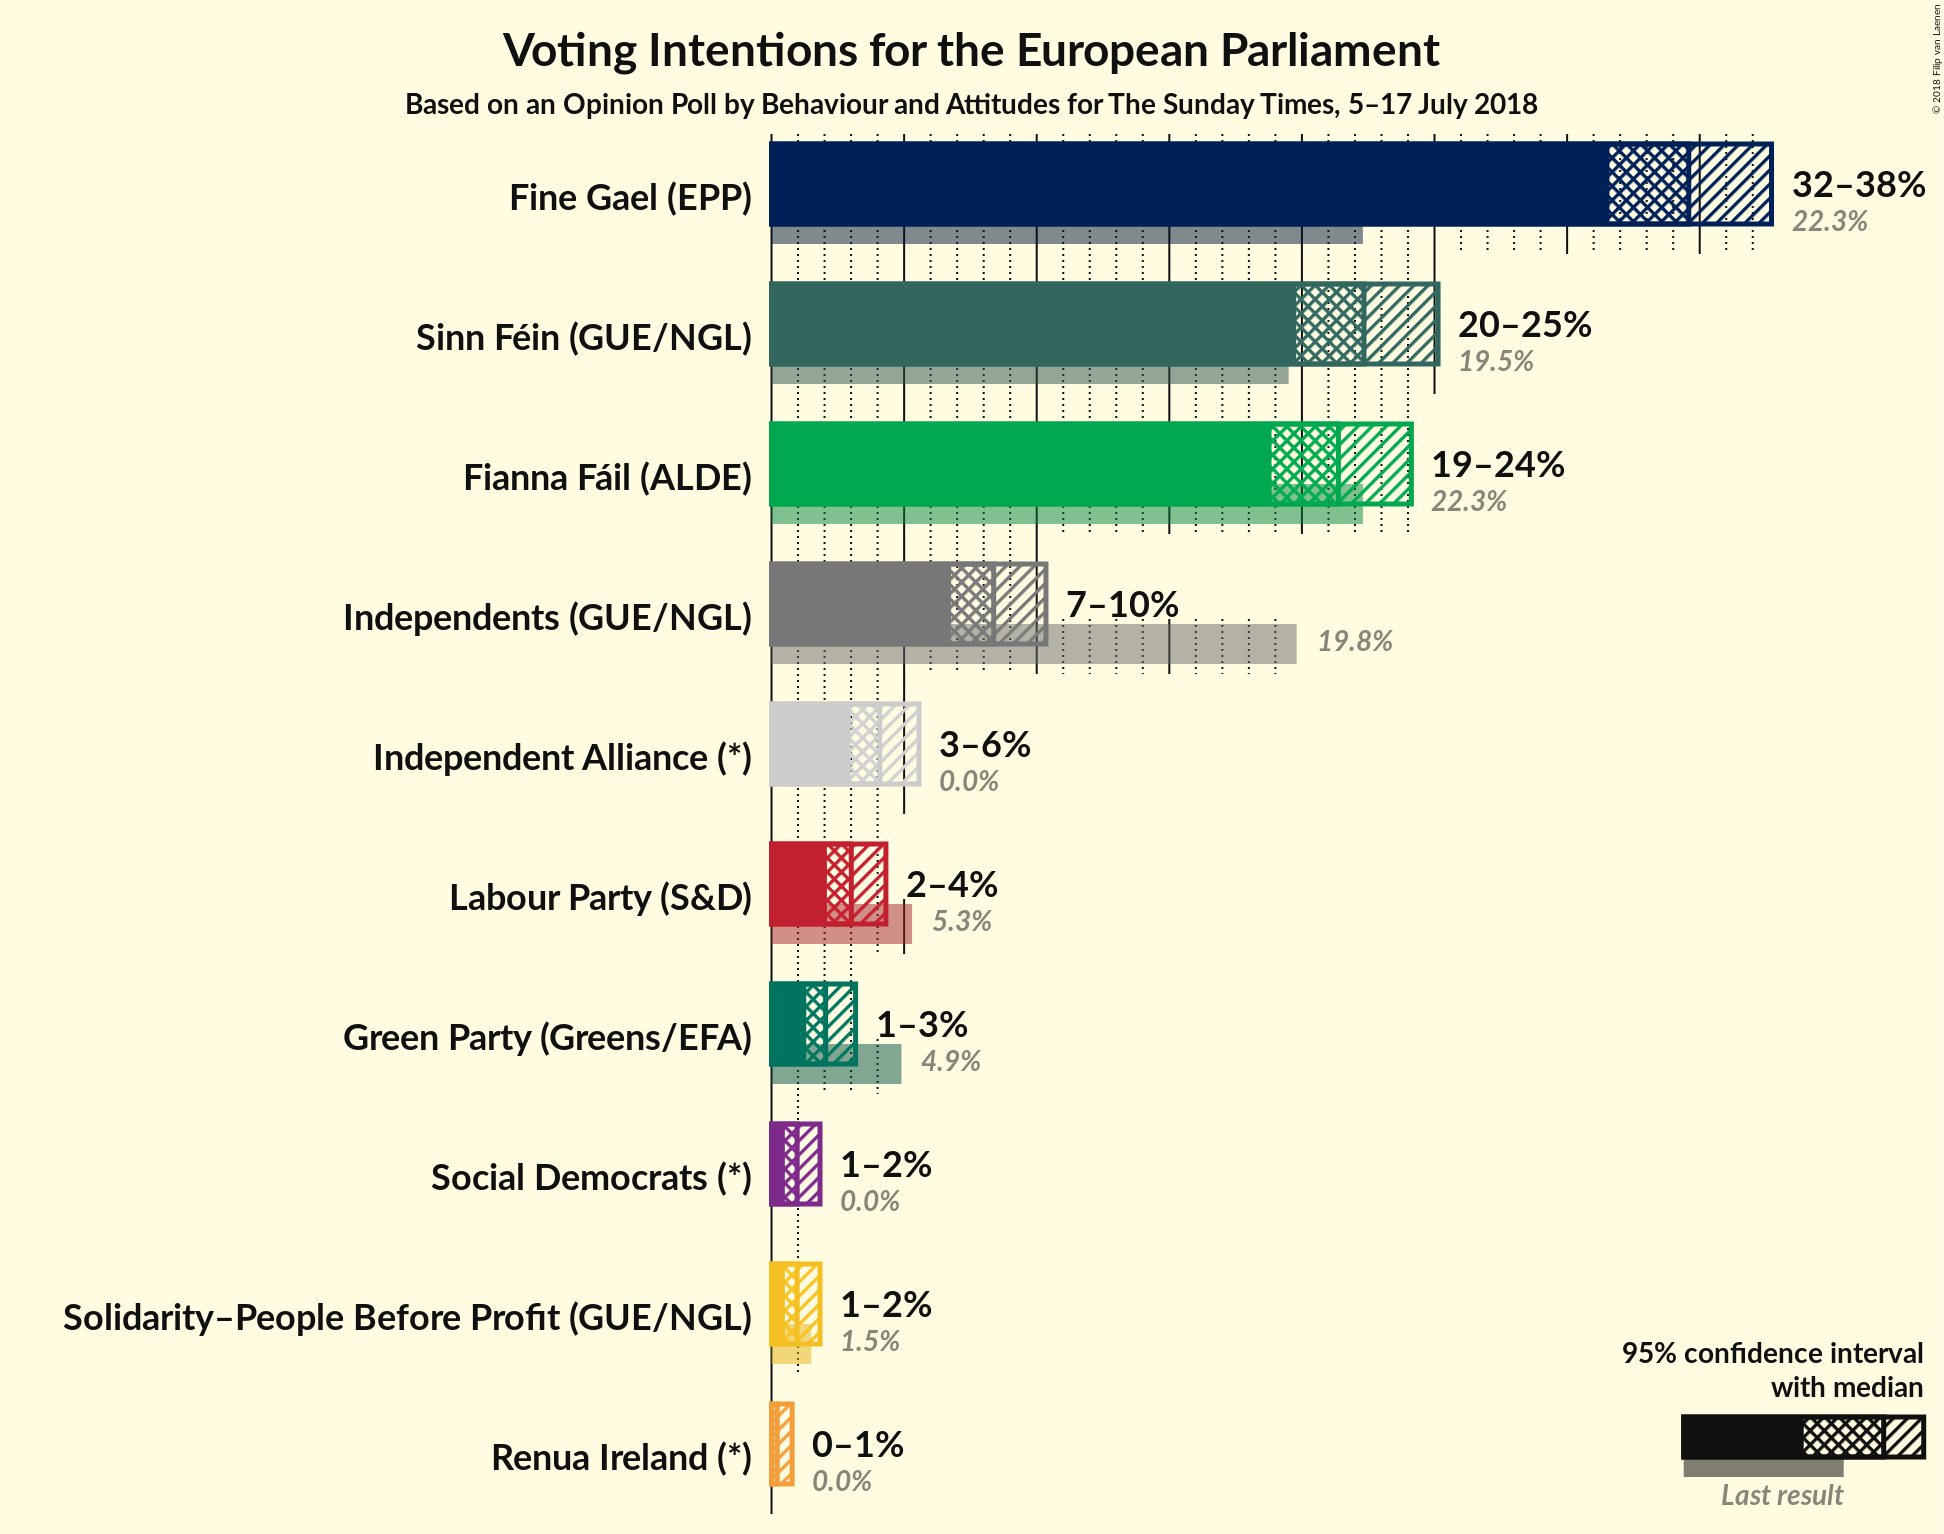 Voting Intentions for the European Parliament
Based on an Opinion Poll by Behaviour and Attitudes for The Sunday Times, 5–17 July 2018
© 2018 Filip van Laenen
Fine Gael (EPP)
32–38%
22.3%
Sinn Féin (GUE/NGL)
20–25%
19.5%
Fianna Fáil (ALDE)
19–24%
22.3%
Independents (GUE/NGL)
7–10%
19.8%
Independent Alliance (*)
3–6%
0.0%
Labour Party (S&D)
2–4%
5.3%
Green Party (Greens/EFA)
1–3%
4.9%
Social Democrats (*)
1–2%
0.0%
Solidarity–People Before Profit (GUE/NGL)
1–2%
1.5%
Renua Ireland (*)
0–1%
0.0%
95% confidence interval
with median
Last result